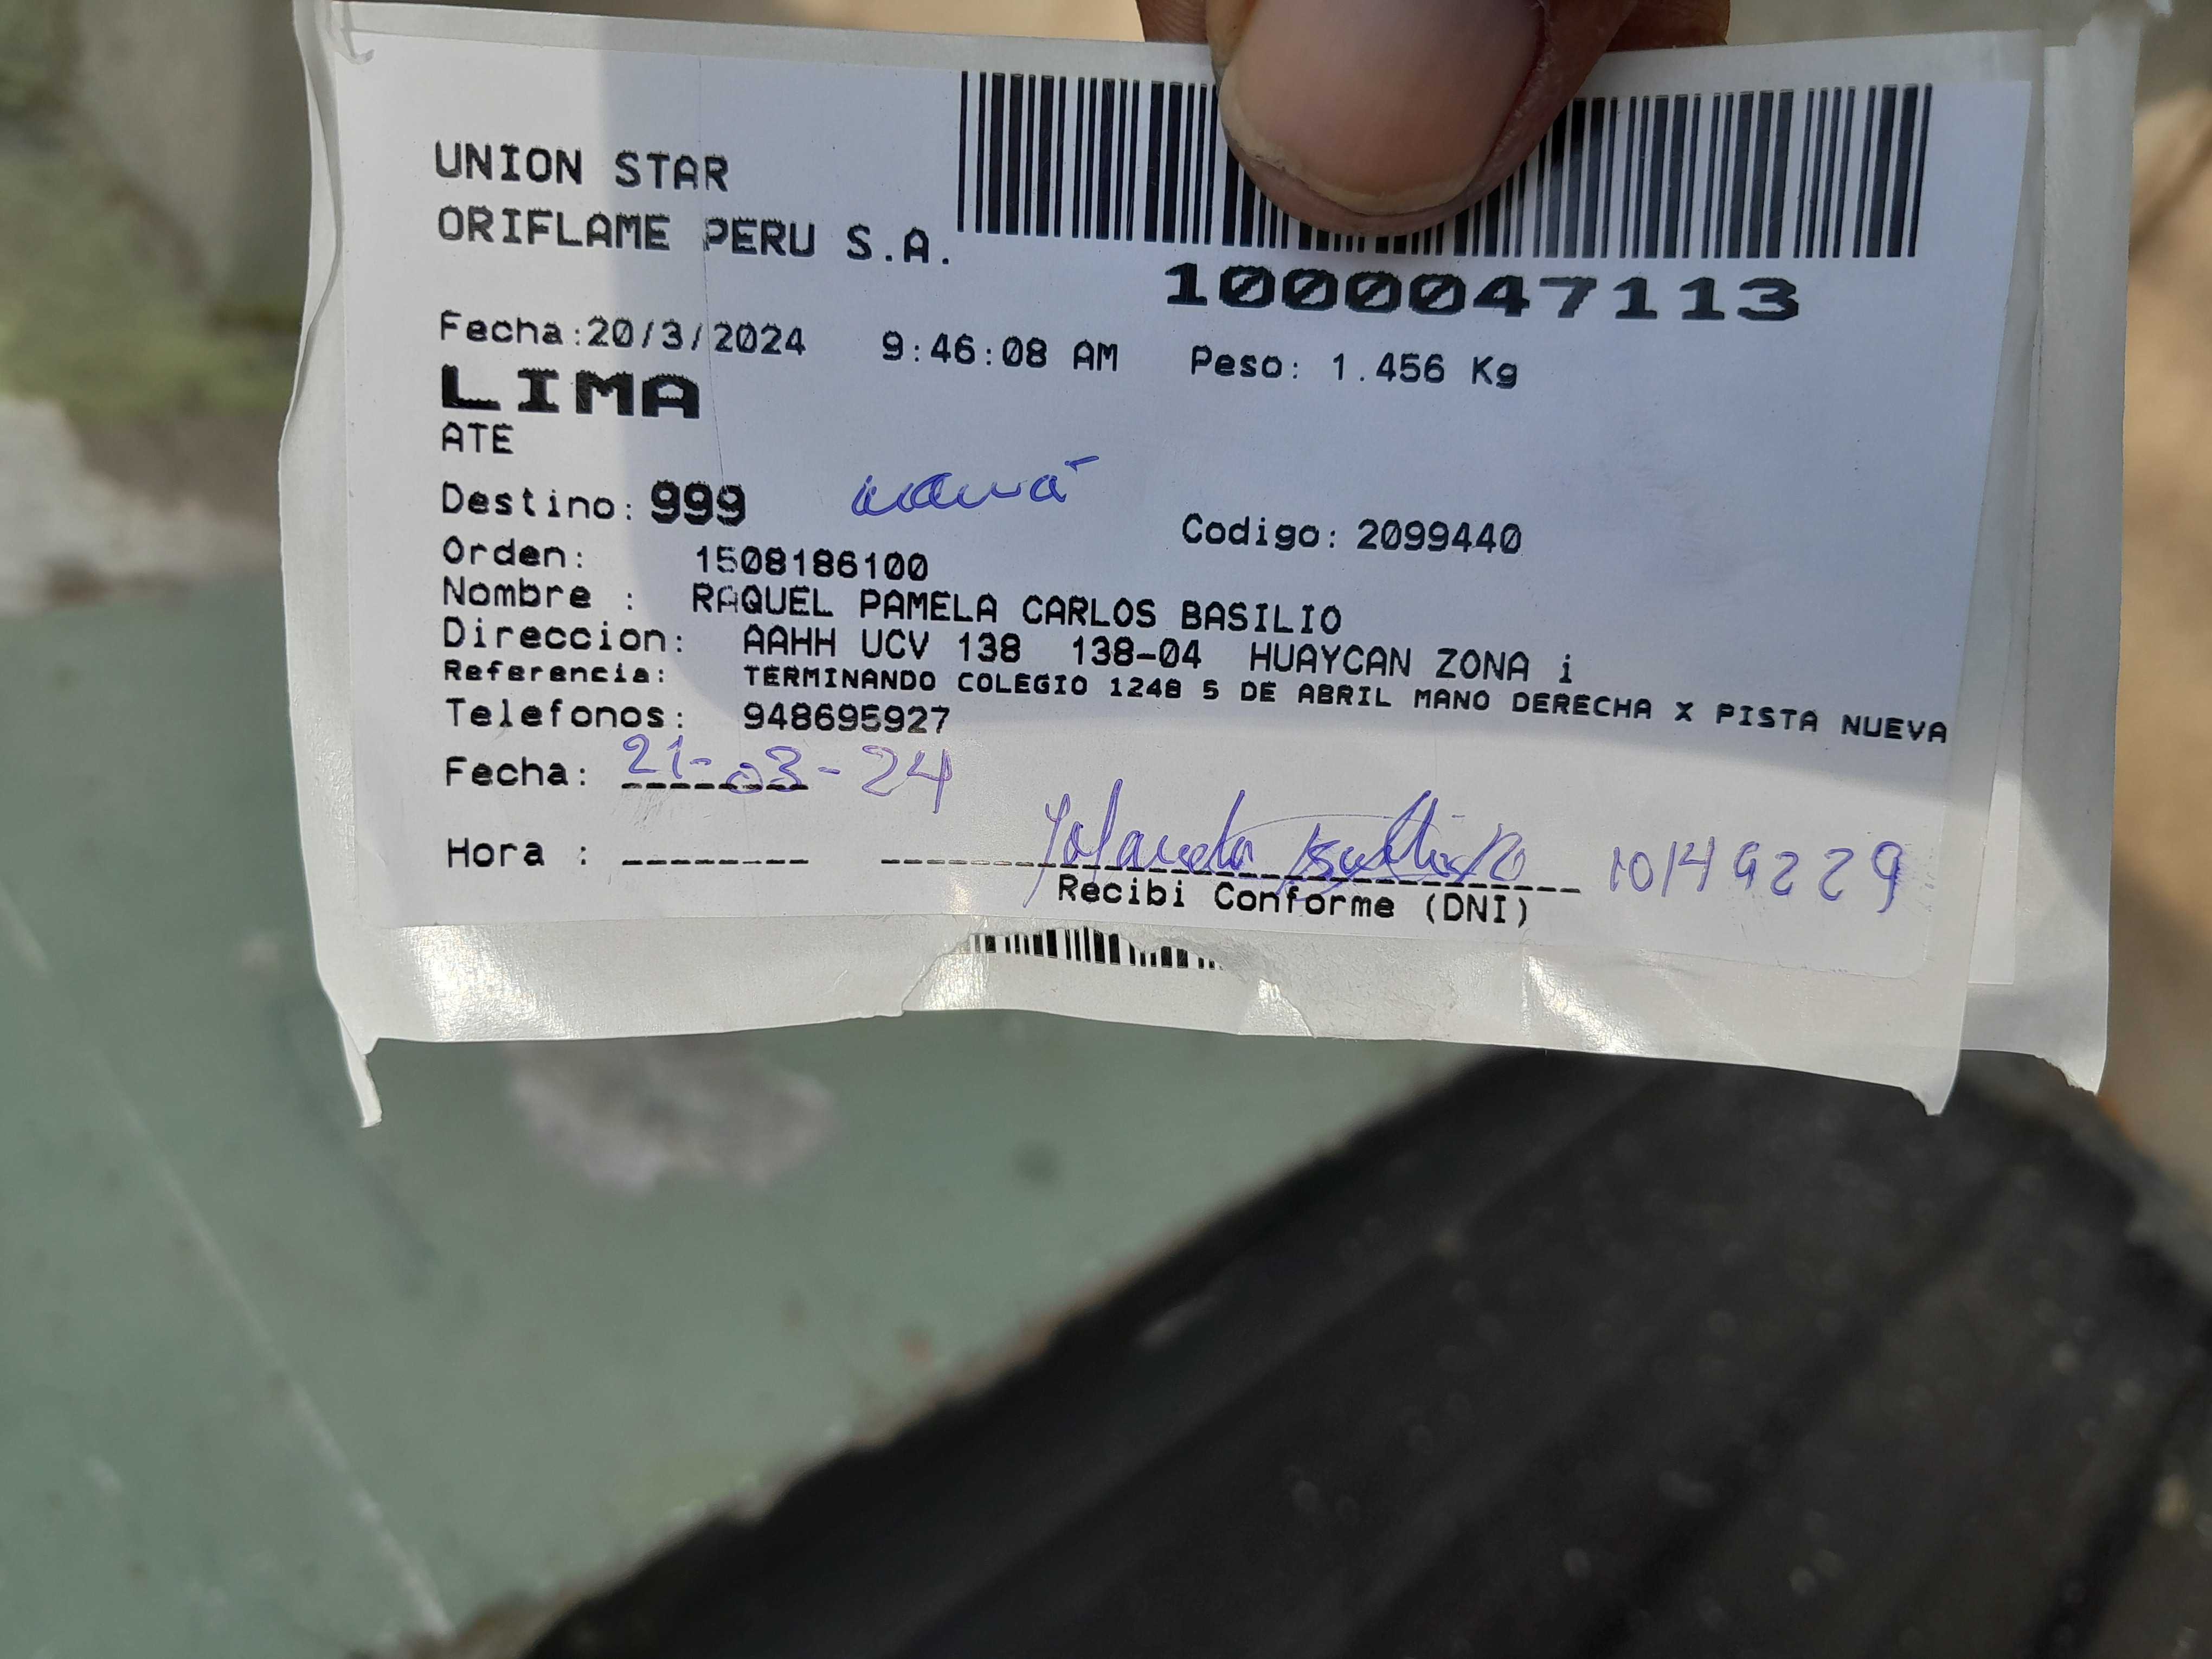 UNION STAR
ORIFLAME PERU S.A.
1000047113
Fecha:20/3/2024 9:46:08 AM Peso: 1.456 Kg
LIMA
ATE
Destino: 999 mamá
Codigo: 2099440
Orden: 1508186100
Nombre : RAQUEL PAMELA CARLOS BASILIO
Direccion: AAHH UCV 138 138-04 HUAYCAN ZONA i
Referencia: TERMINANDO COLEGIO 1248 5 DE ABRIL MANO DERECHA X PISTA NUEVA
Telefonos: 948695927
Fecha: 21-03-24
Hora : Yolanda 10149229
Recibi Conforme (DNI)